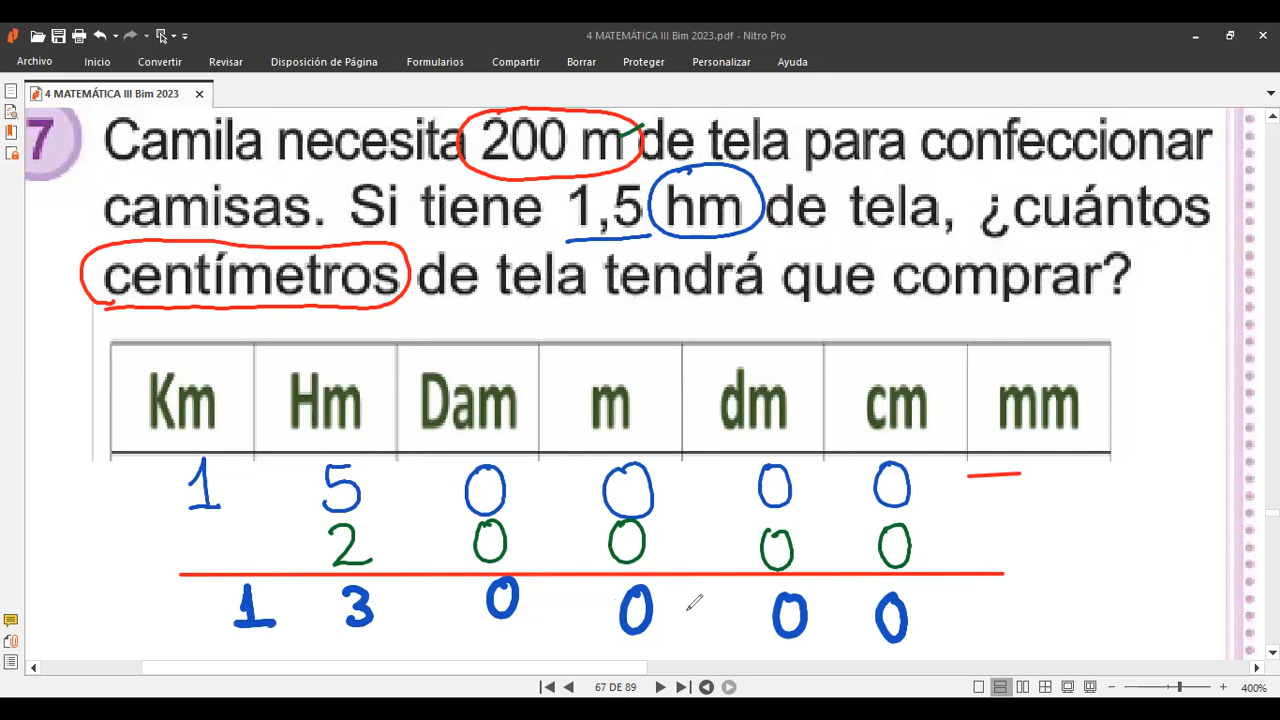 4 MATEMÁTICA III Bim 2023.pdf - Nitro Pro
Archivo Inicio Convertir Revisar Disposición de Página Formularios Compartir Borrar Proteger Personalizar Ayuda
4 MATEMÁTICA III Bim 2023
7 Camila necesita 200 m de tela para confeccionar
camisas. Si tiene 1,5 hm de tela, ¿cuántos
centímetros de tela tendrá que comprar?
Km Hm Dam m dm cm mm
1 5 0 0 0 0 —
2 0 0 0 0
1 3 0 0 0 0
67 DE 89 400%